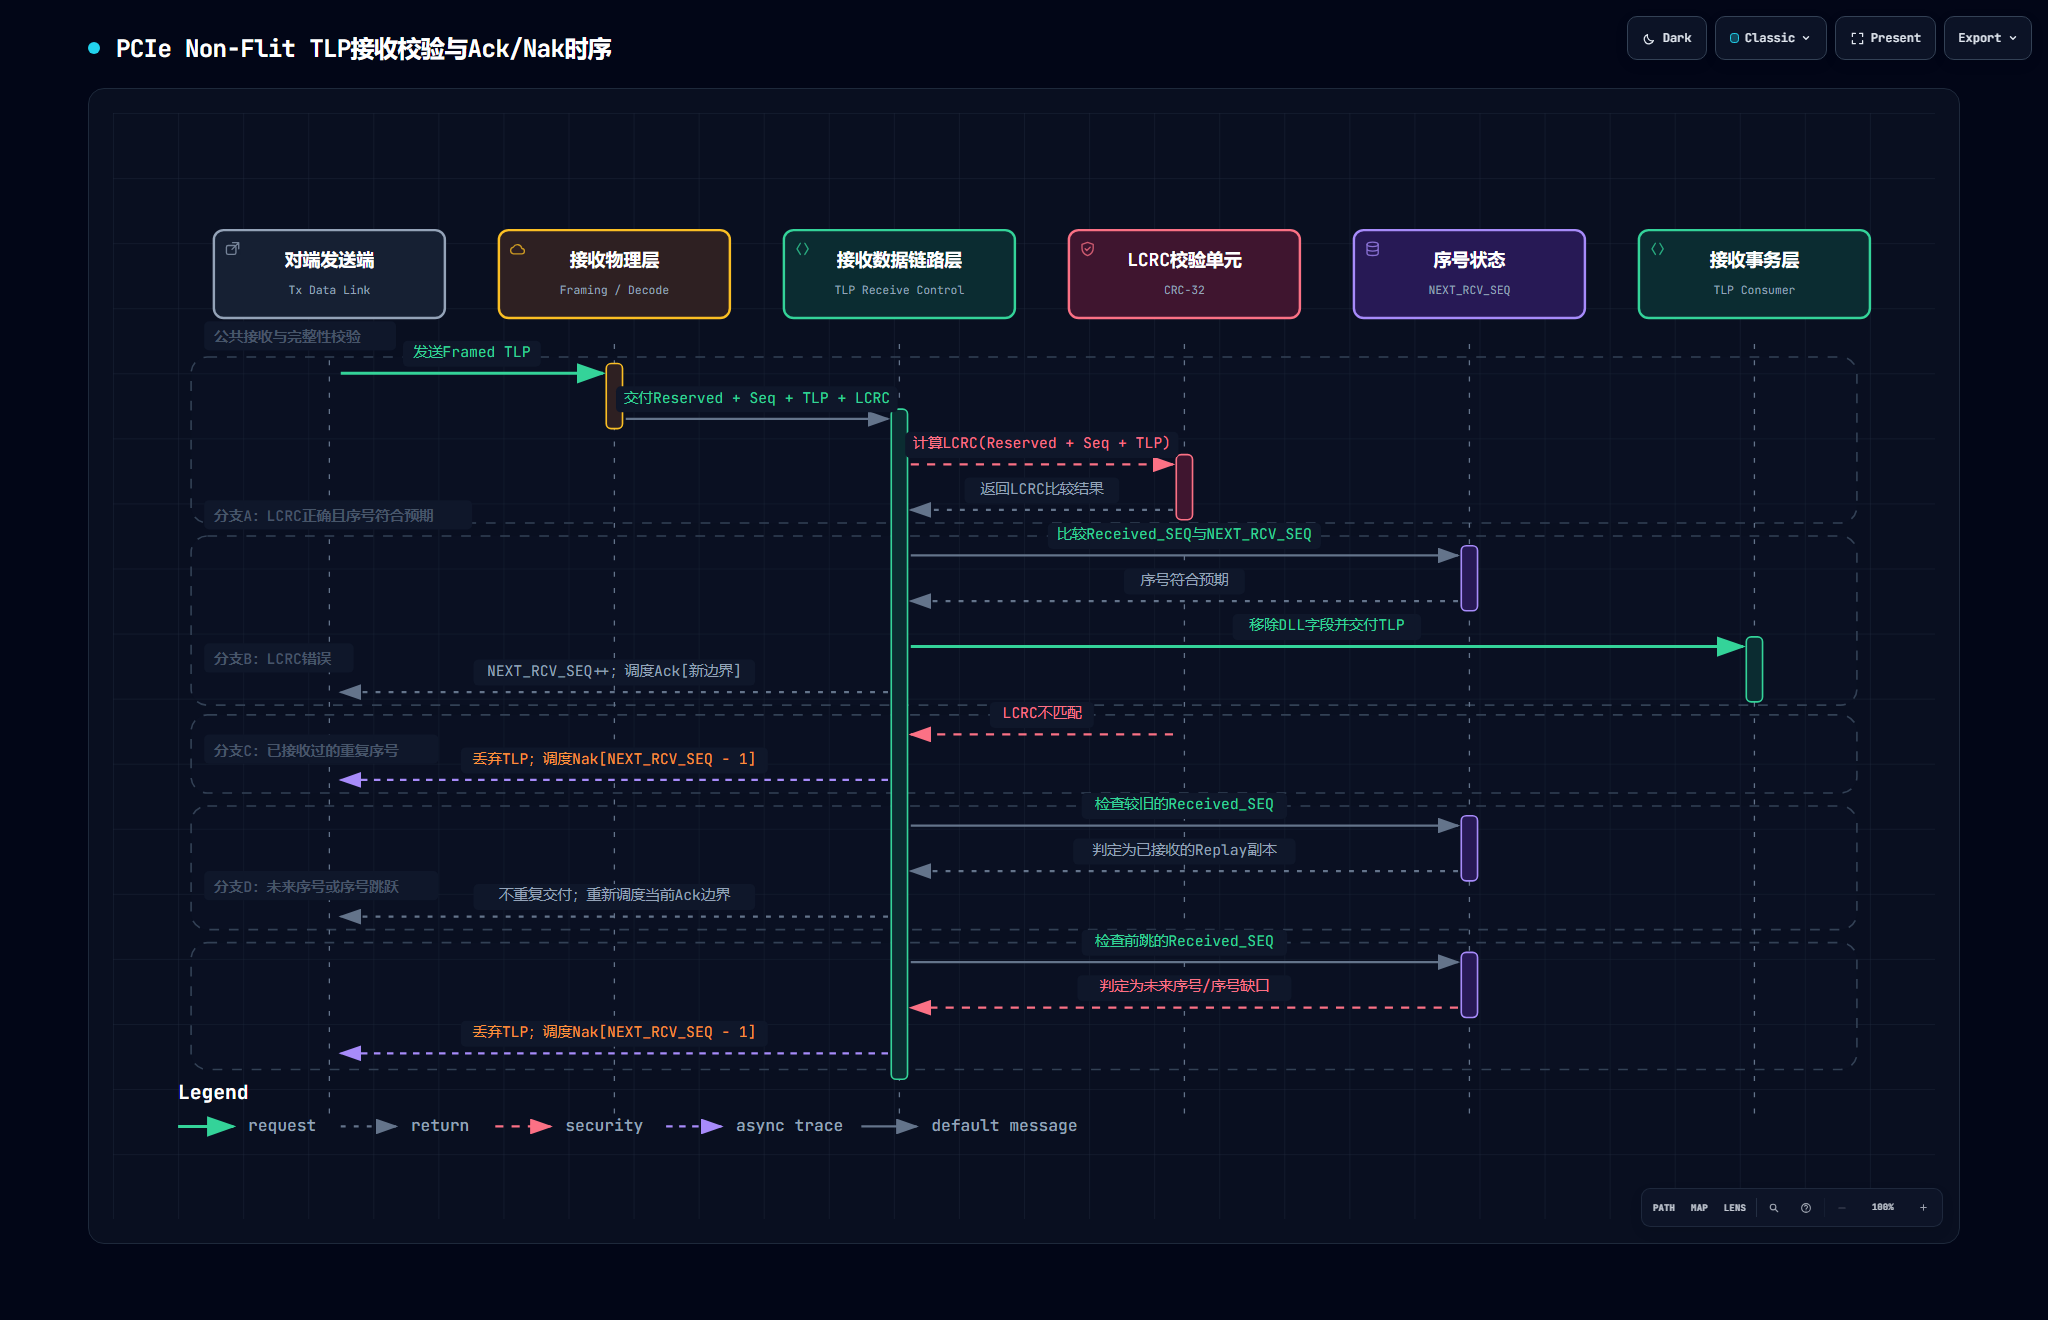 PCIe Non-Flit TLP接收校验与Ack/Nak时序
Dark
Classic
Present
Export
对端发送端
Tx Data Link
接收物理层
Framing / Decode
接收数据链路层
TLP Receive Control
LCRC校验单元
CRC-32
序号状态
NEXT_RCV_SEQ
接收事务层
TLP Consumer
公共接收与完整性校验
发送Framed TLP
交付Reserved + Seq + TLP + LCRC
计算LCRC(Reserved + Seq + TLP)
返回LCRC比较结果
分支A: LCRC正确且序号符合预期
比较Received_SEQ与NEXT_RCV_SEQ
序号符合预期
移除DLL字段并交付TLP
分支B: LCRC错误
NEXT_RCV_SEQ++; 调度Ack[新边界]
LCRC不匹配
分支C: 已接收过的重复序号
丢弃TLP; 调度Nak[NEXT_RCV_SEQ - 1]
检查较旧的Received_SEQ
判定为已接收的Replay副本
分支D: 未来序号或序号跳跃
不重复交付; 重新调度当前Ack边界
检查前跳的Received_SEQ
判定为未来序号/序号缺口
丢弃TLP; 调度Nak[NEXT_RCV_SEQ - 1]
Legend
request
return
security
async trace
default message
PATH
MAP
LENS
100%